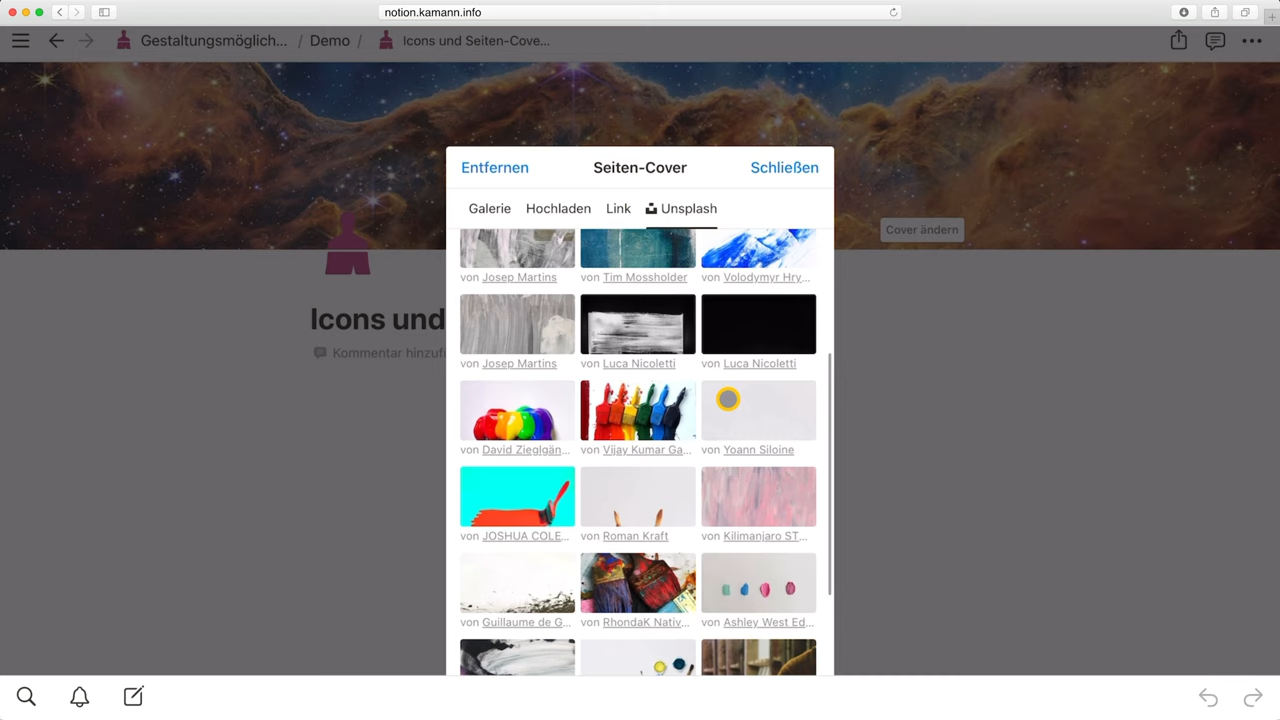 notion.kamann.info
Gestaltungsmöglich... / Demo / Icons und Seiten-Cove...
Entfernen Seiten-Cover Schließen
Galerie Hochladen Link Unsplash
Cover ändern
von Josep Martins von Tim Mossholder von Volodymyr Hry...
Icons und
Kommentar hinzufü
von Josep Martins von Luca Nicoletti von Luca Nicoletti
von David Zieglgän... von Vijay Kumar Ga... von Yoann Siloine
von JOSHUA COLE... von Roman Kraft von Kilimanjaro ST...
von Guillaume de G... von RhondaK Nativ... von Ashley West Ed...